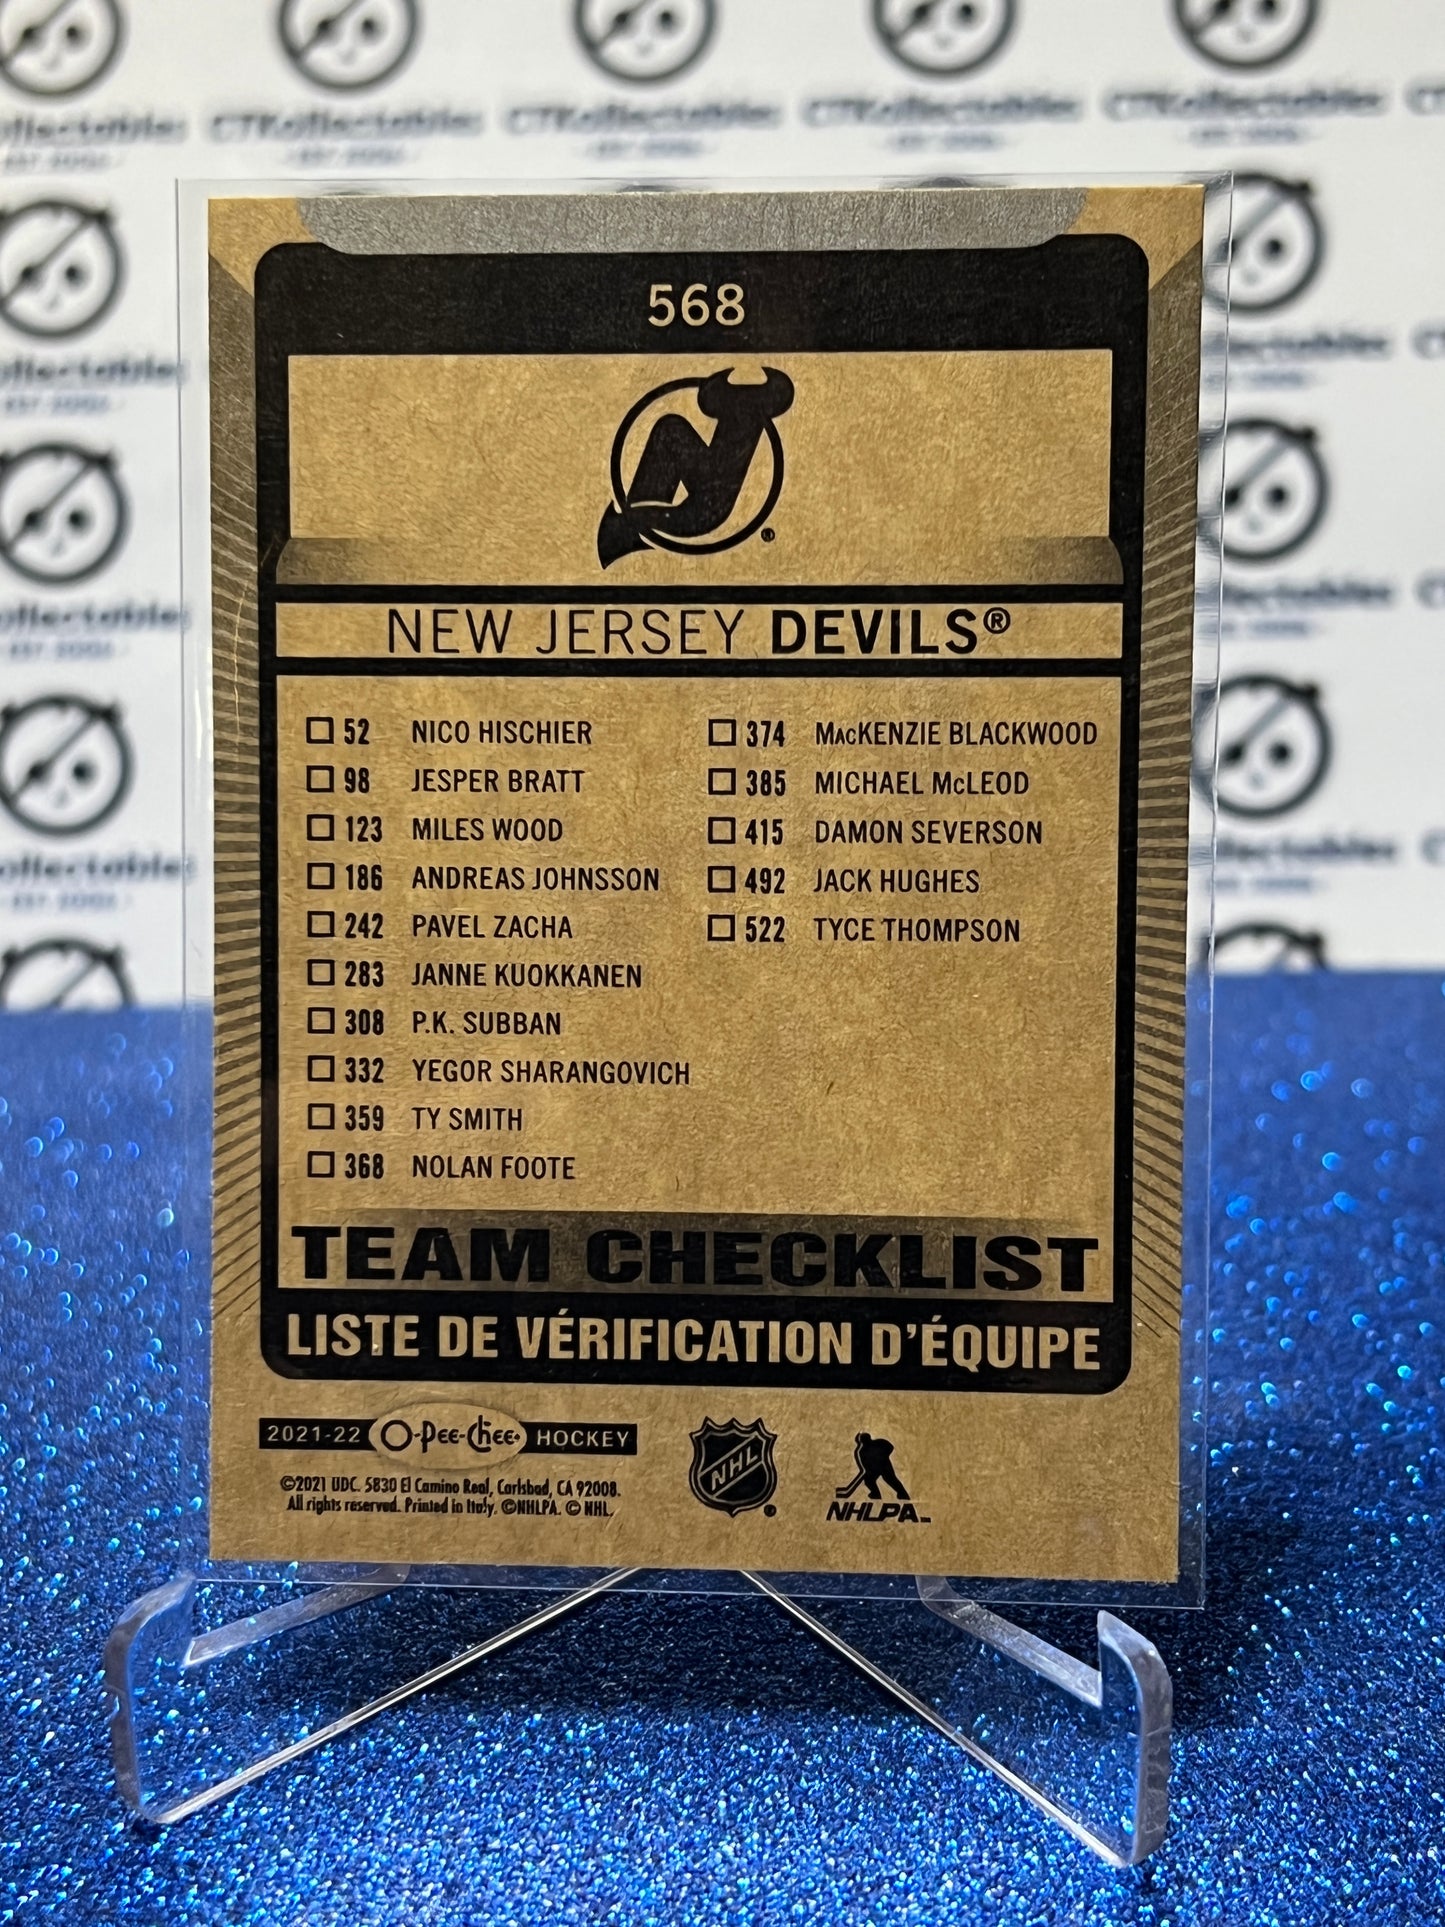 CTKollectables CTKollectables CTKollectables CTKollectables
568
NEW JERSEY DEVILS®
☐ 52 NICO HISCHIER
☐ 98 JESPER BRATT
☐ 123 MILES WOOD
☐ 186 ANDREAS JOHNSSON
☐ 242 PAVEL ZACHA
☐ 283 JANNE KUOKKANEN
☐ 308 P.K. SUBBAN
☐ 332 YEGOR SHARANGOVICH
☐ 359 TY SMITH
☐ 368 NOLAN FOOTE
☐ 374 MacKENZIE BLACKWOOD
☐ 385 MICHAEL McLEOD
☐ 415 DAMON SEVERSON
☐ 492 JACK HUGHES
☐ 522 TYCE THOMPSON
TEAM CHECKLIST
LISTE DE VÉRIFICATION D'ÉQUIPE
2021-22 O-Pee-Chee HOCKEY
©2021 UDC. 5830 El Camino Real, Carlsbad, CA 92008.
All rights reserved. Printed in Italy. ©NHLPA. © NHL.
NHL
NHLPA